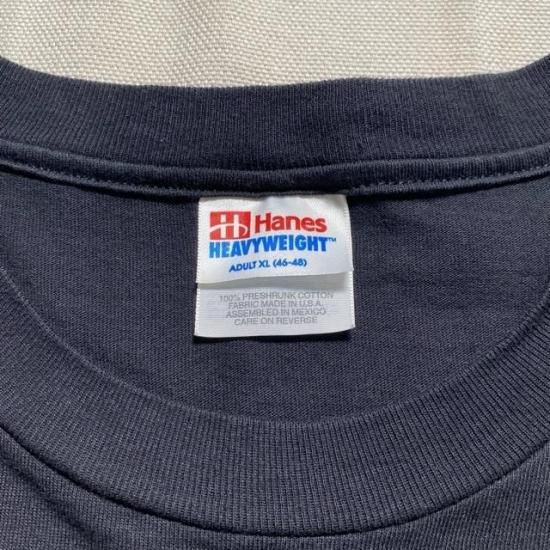 Hanes
HEAVYWEIGHT™
ADULT XL (46-48)
100% PRESHRUNK COTTON
FABRIC MADE IN U.S.A.
ASSEMBLED IN MEXICO
CARE ON REVERSE